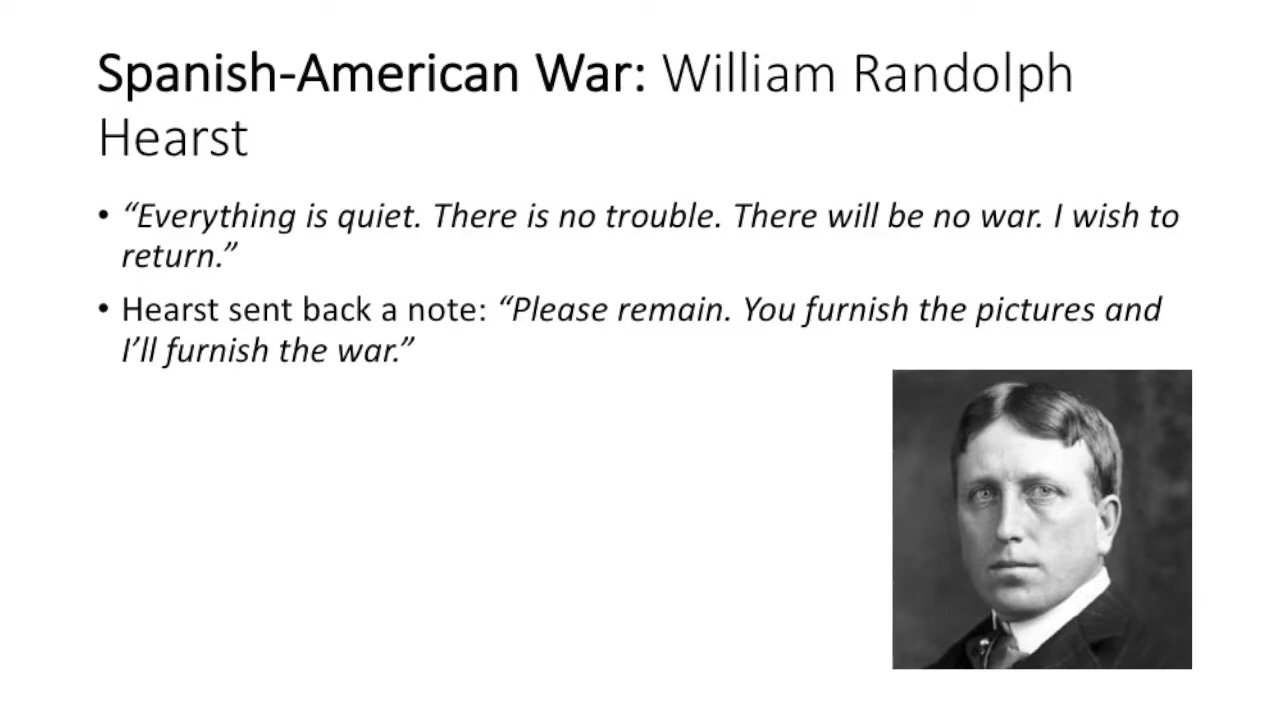 Spanish-American War: William Randolph
Hearst
• “Everything is quiet. There is no trouble. There will be no war. I wish to
return.”
• Hearst sent back a note: “Please remain. You furnish the pictures and
I’ll furnish the war.”